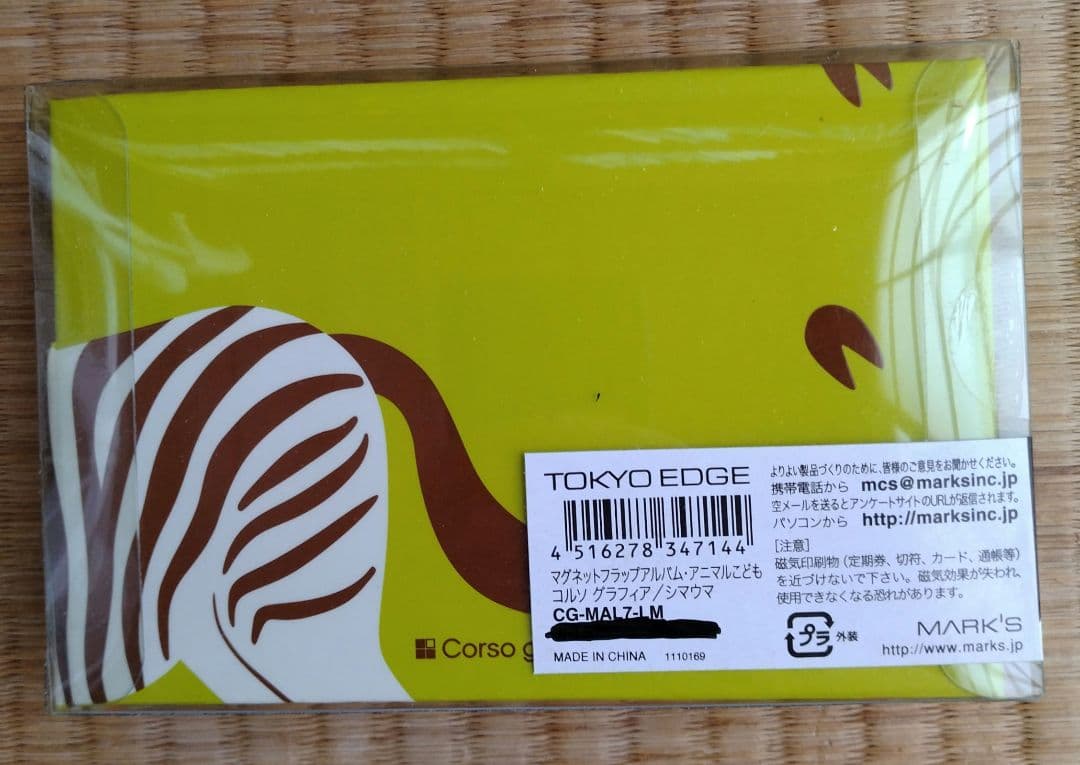 Corso
TOKYO EDGE
4 516278 347144
マグネットフラップアルバム・アニマルこども
コルソ グラフィア/シマウマ
CG-MAL7-LM
MADE IN CHINA 1110169
よりよい製品づくりのために、皆様のご意見をお聞かせください。
携帯電話から mcs@marksinc.jp
空メールを送るとアンケートサイトのURLが返信されます。
パソコンから http://marksinc.jp
[注意]
磁気印刷物(定期券、切符、カード、通帳等)
を近づけないで下さい。磁気効果が失われ、
使用できなくなる恐れがあります。
プラ 外装
MARK'S
http://www.marks.jp